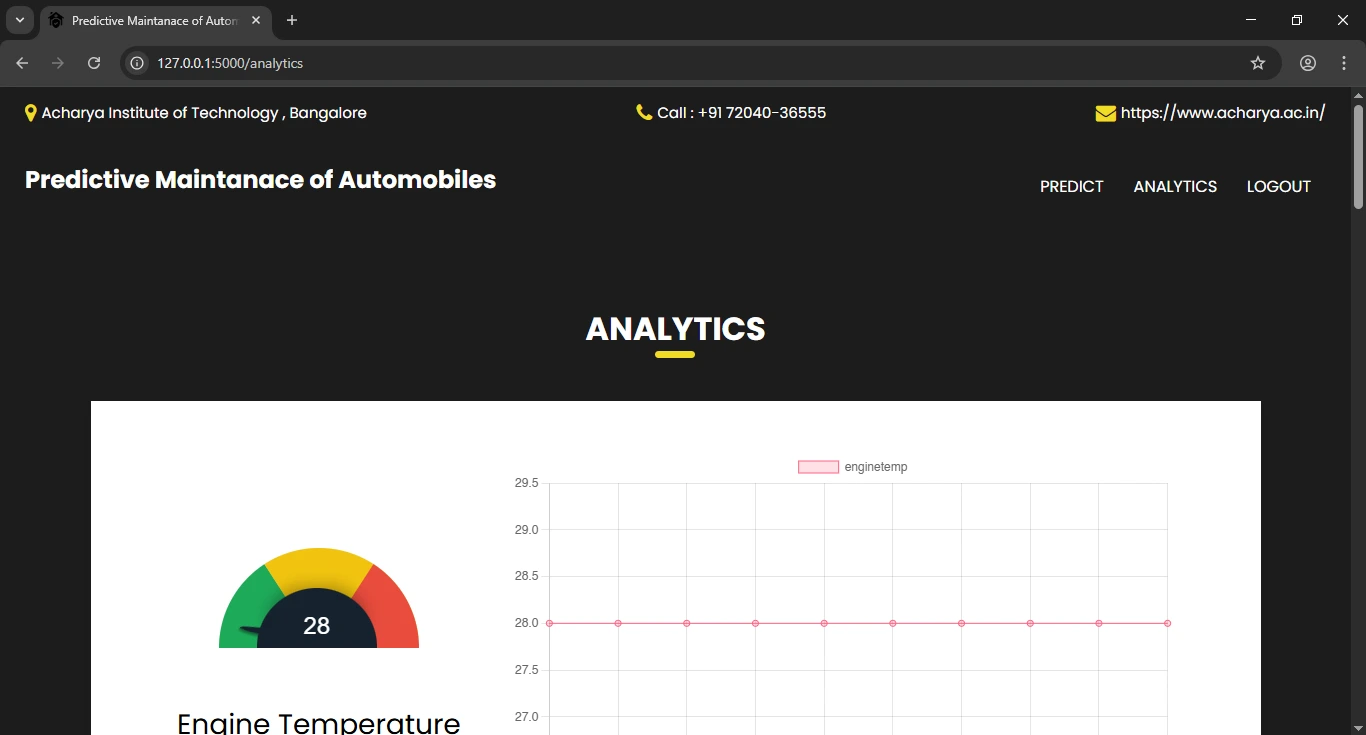 Predictive Maintanace of Autom
127.0.0.1:5000/analytics
Acharya Institute of Technology , Bangalore
Call : +91 72040-36555
https://www.acharya.ac.in/
Predictive Maintanace of Automobiles
PREDICT
ANALYTICS
LOGOUT
ANALYTICS
enginetemp
29.5
29.0
28.5
28.0
27.5
27.0
28
Engine Temperature